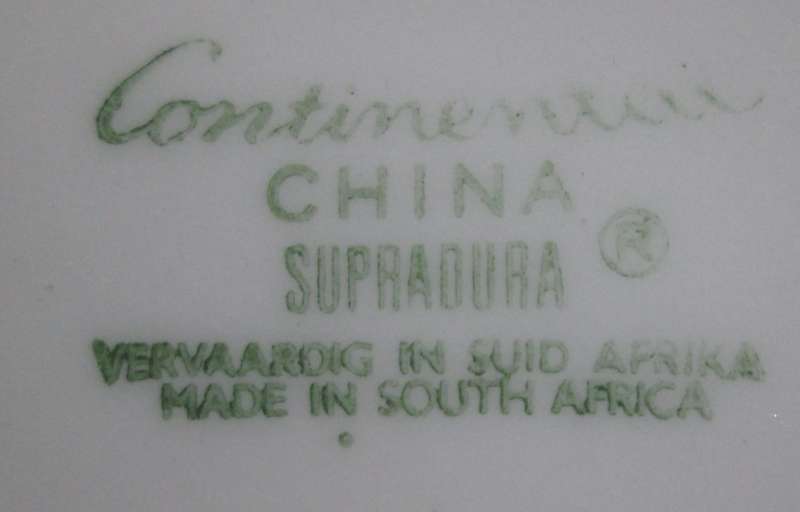 Continental
CHINA
SUPRADURA ®
VERVAARDIG IN SUID AFRIKA
MADE IN SOUTH AFRICA